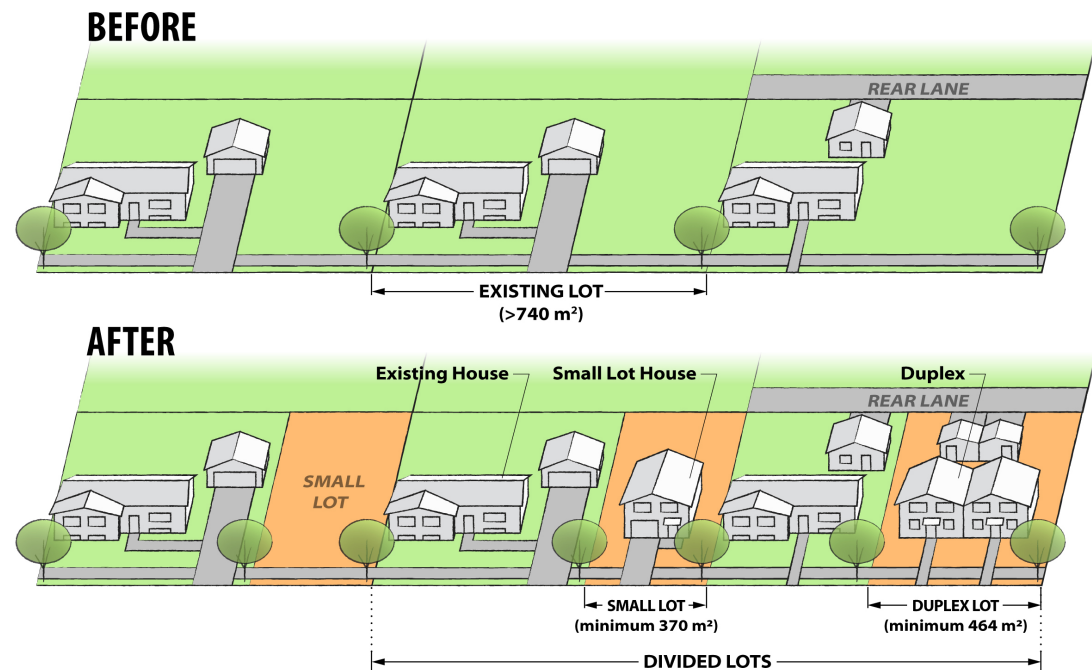 BEFORE
REAR LANE
EXISTING LOT
(>740 m²)
AFTER
Existing House
Small Lot House
Duplex
REAR LANE
SMALL
LOT
SMALL LOT
(minimum 370 m²)
DUPLEX LOT
(minimum 464 m²)
DIVIDED LOTS